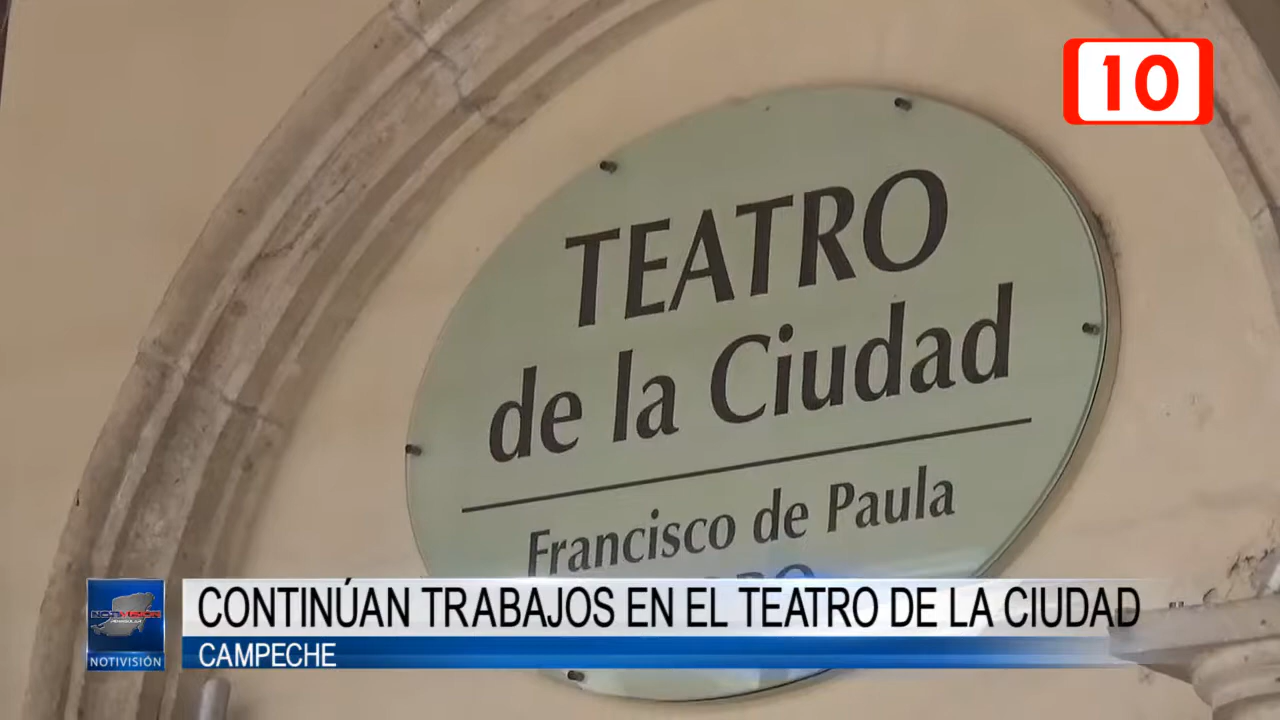 10
TEATRO
de la Ciudad
Francisco de Paula
CONTINÚAN TRABAJOS EN EL TEATRO DE LA CIUDAD
CAMPECHE
NOTIVISIÓN